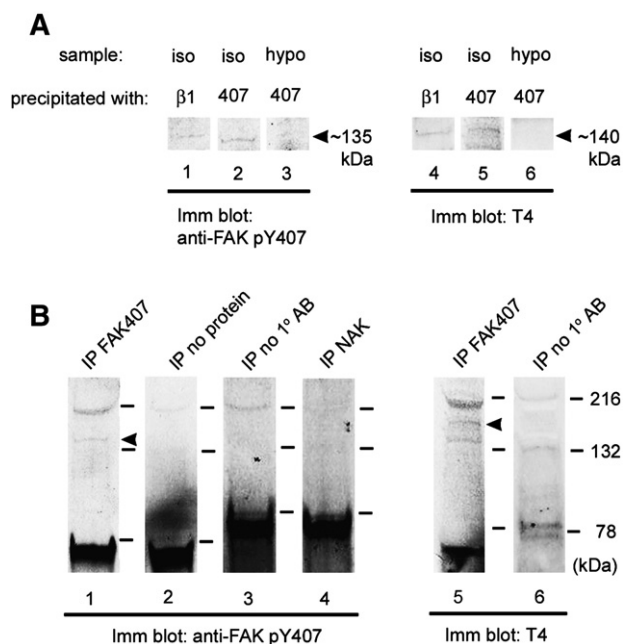 A
sample: iso iso hypo iso iso hypo
precipitated with: β1 407 407 β1 407 407
~135 kDa ~140 kDa
1 2 3 4 5 6
Imm blot: anti-FAK pY407 Imm blot: T4
B
IP FAK407 IP no protein IP no 1º AB IP NAK IP FAK407 IP no 1º AB
216
132
78
(kDa)
1 2 3 4 5 6
Imm blot: anti-FAK pY407 Imm blot: T4